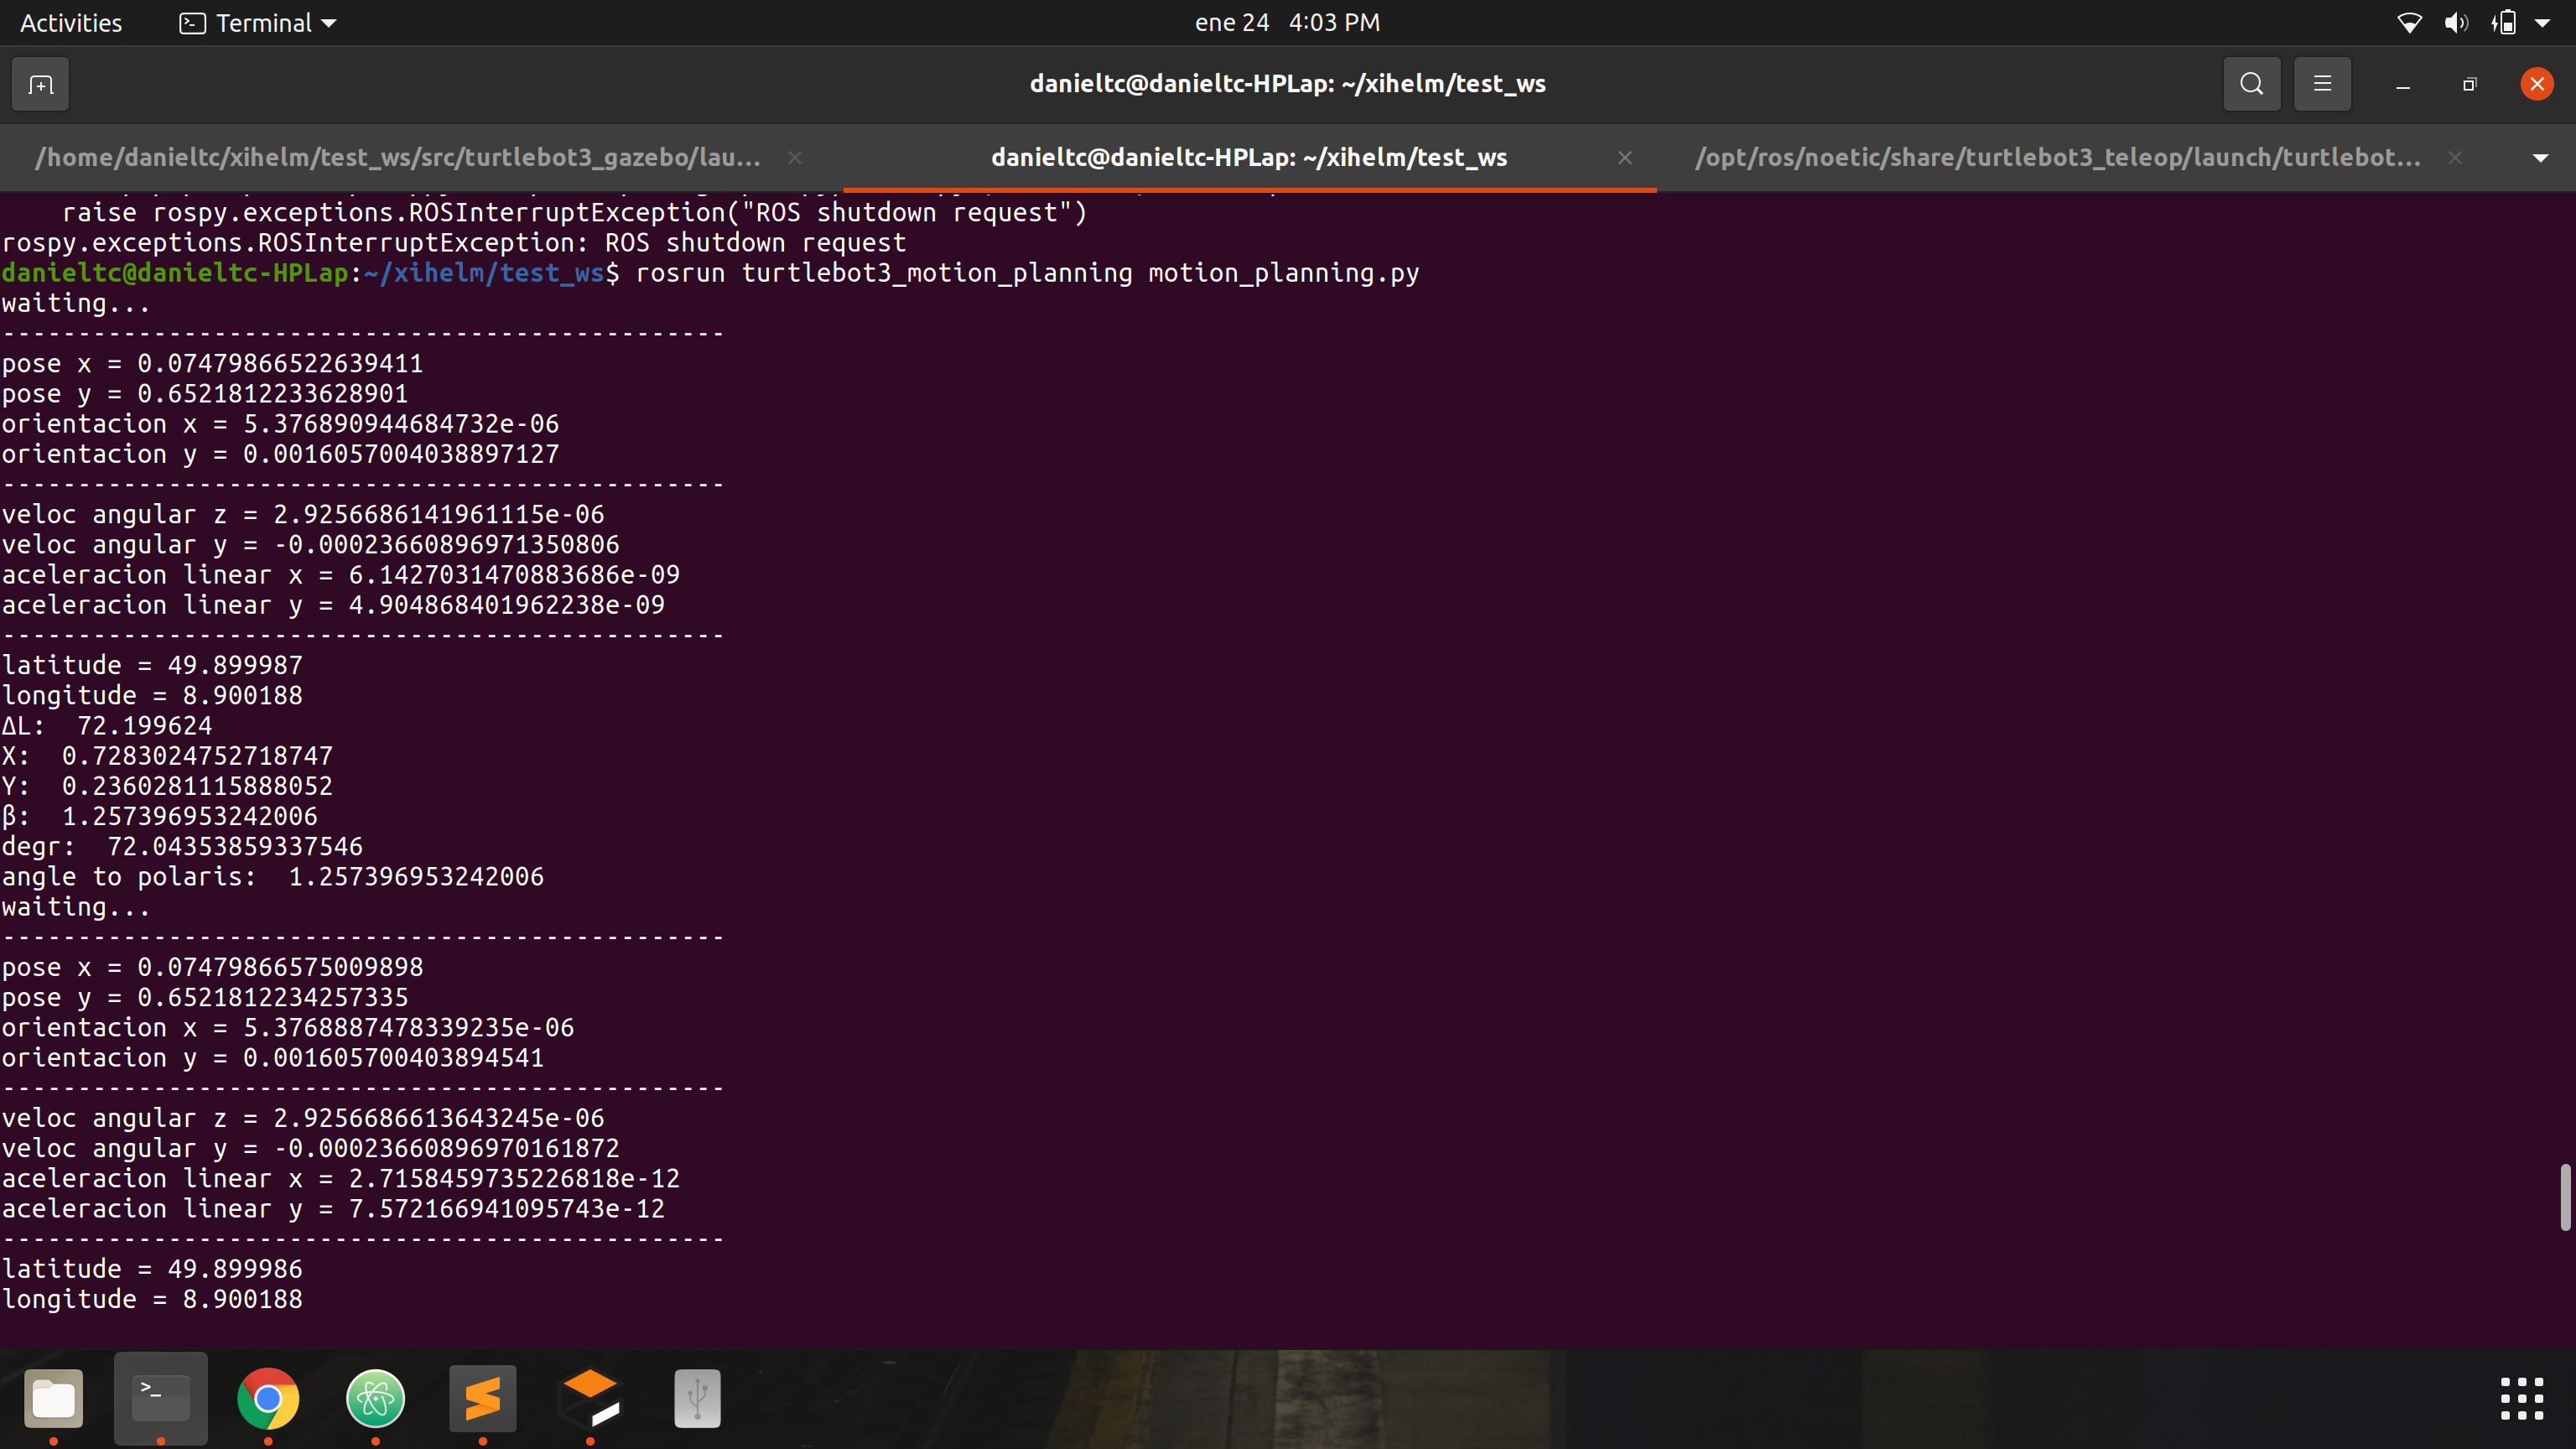 Activities
Terminal
ene 24 4:03 PM
danieltc@danieltc-HPLap: ~/xihelm/test_ws
/home/danieltc/xihelm/test_ws/src/turtlebot3_gazebo/lau...
danieltc@danieltc-HPLap: ~/xihelm/test_ws
/opt/ros/noetic/share/turtlebot3_teleop/launch/turtlebot...
    raise rospy.exceptions.ROSInterruptException("ROS shutdown request")
rospy.exceptions.ROSInterruptException: ROS shutdown request
danieltc@danieltc-HPLap:~/xihelm/test_ws$ rosrun turtlebot3_motion_planning motion_planning.py
waiting...
------------------------------------------------
pose x = 0.07479866522639411
pose y = 0.6521812233628901
orientacion x = 5.376890944684732e-06
orientacion y = 0.0016057004038897127
------------------------------------------------
veloc angular z = 2.9256686141961115e-06
veloc angular y = -0.00023660896971350806
aceleracion linear x = 6.1427031470883686e-09
aceleracion linear y = 4.904868401962238e-09
------------------------------------------------
latitude = 49.899987
longitude = 8.900188
ΔL:  72.199624
X:  0.7283024752718747
Y:  0.2360281115888052
β:  1.257396953242006
degr:  72.04353859337546
angle to polaris:  1.257396953242006
waiting...
------------------------------------------------
pose x = 0.07479866575009898
pose y = 0.6521812234257335
orientacion x = 5.3768887478339235e-06
orientacion y = 0.001605700403894541
------------------------------------------------
veloc angular z = 2.9256686613643245e-06
veloc angular y = -0.00023660896970161872
aceleracion linear x = 2.7158459735226818e-12
aceleracion linear y = 7.572166941095743e-12
------------------------------------------------
latitude = 49.899986
longitude = 8.900188